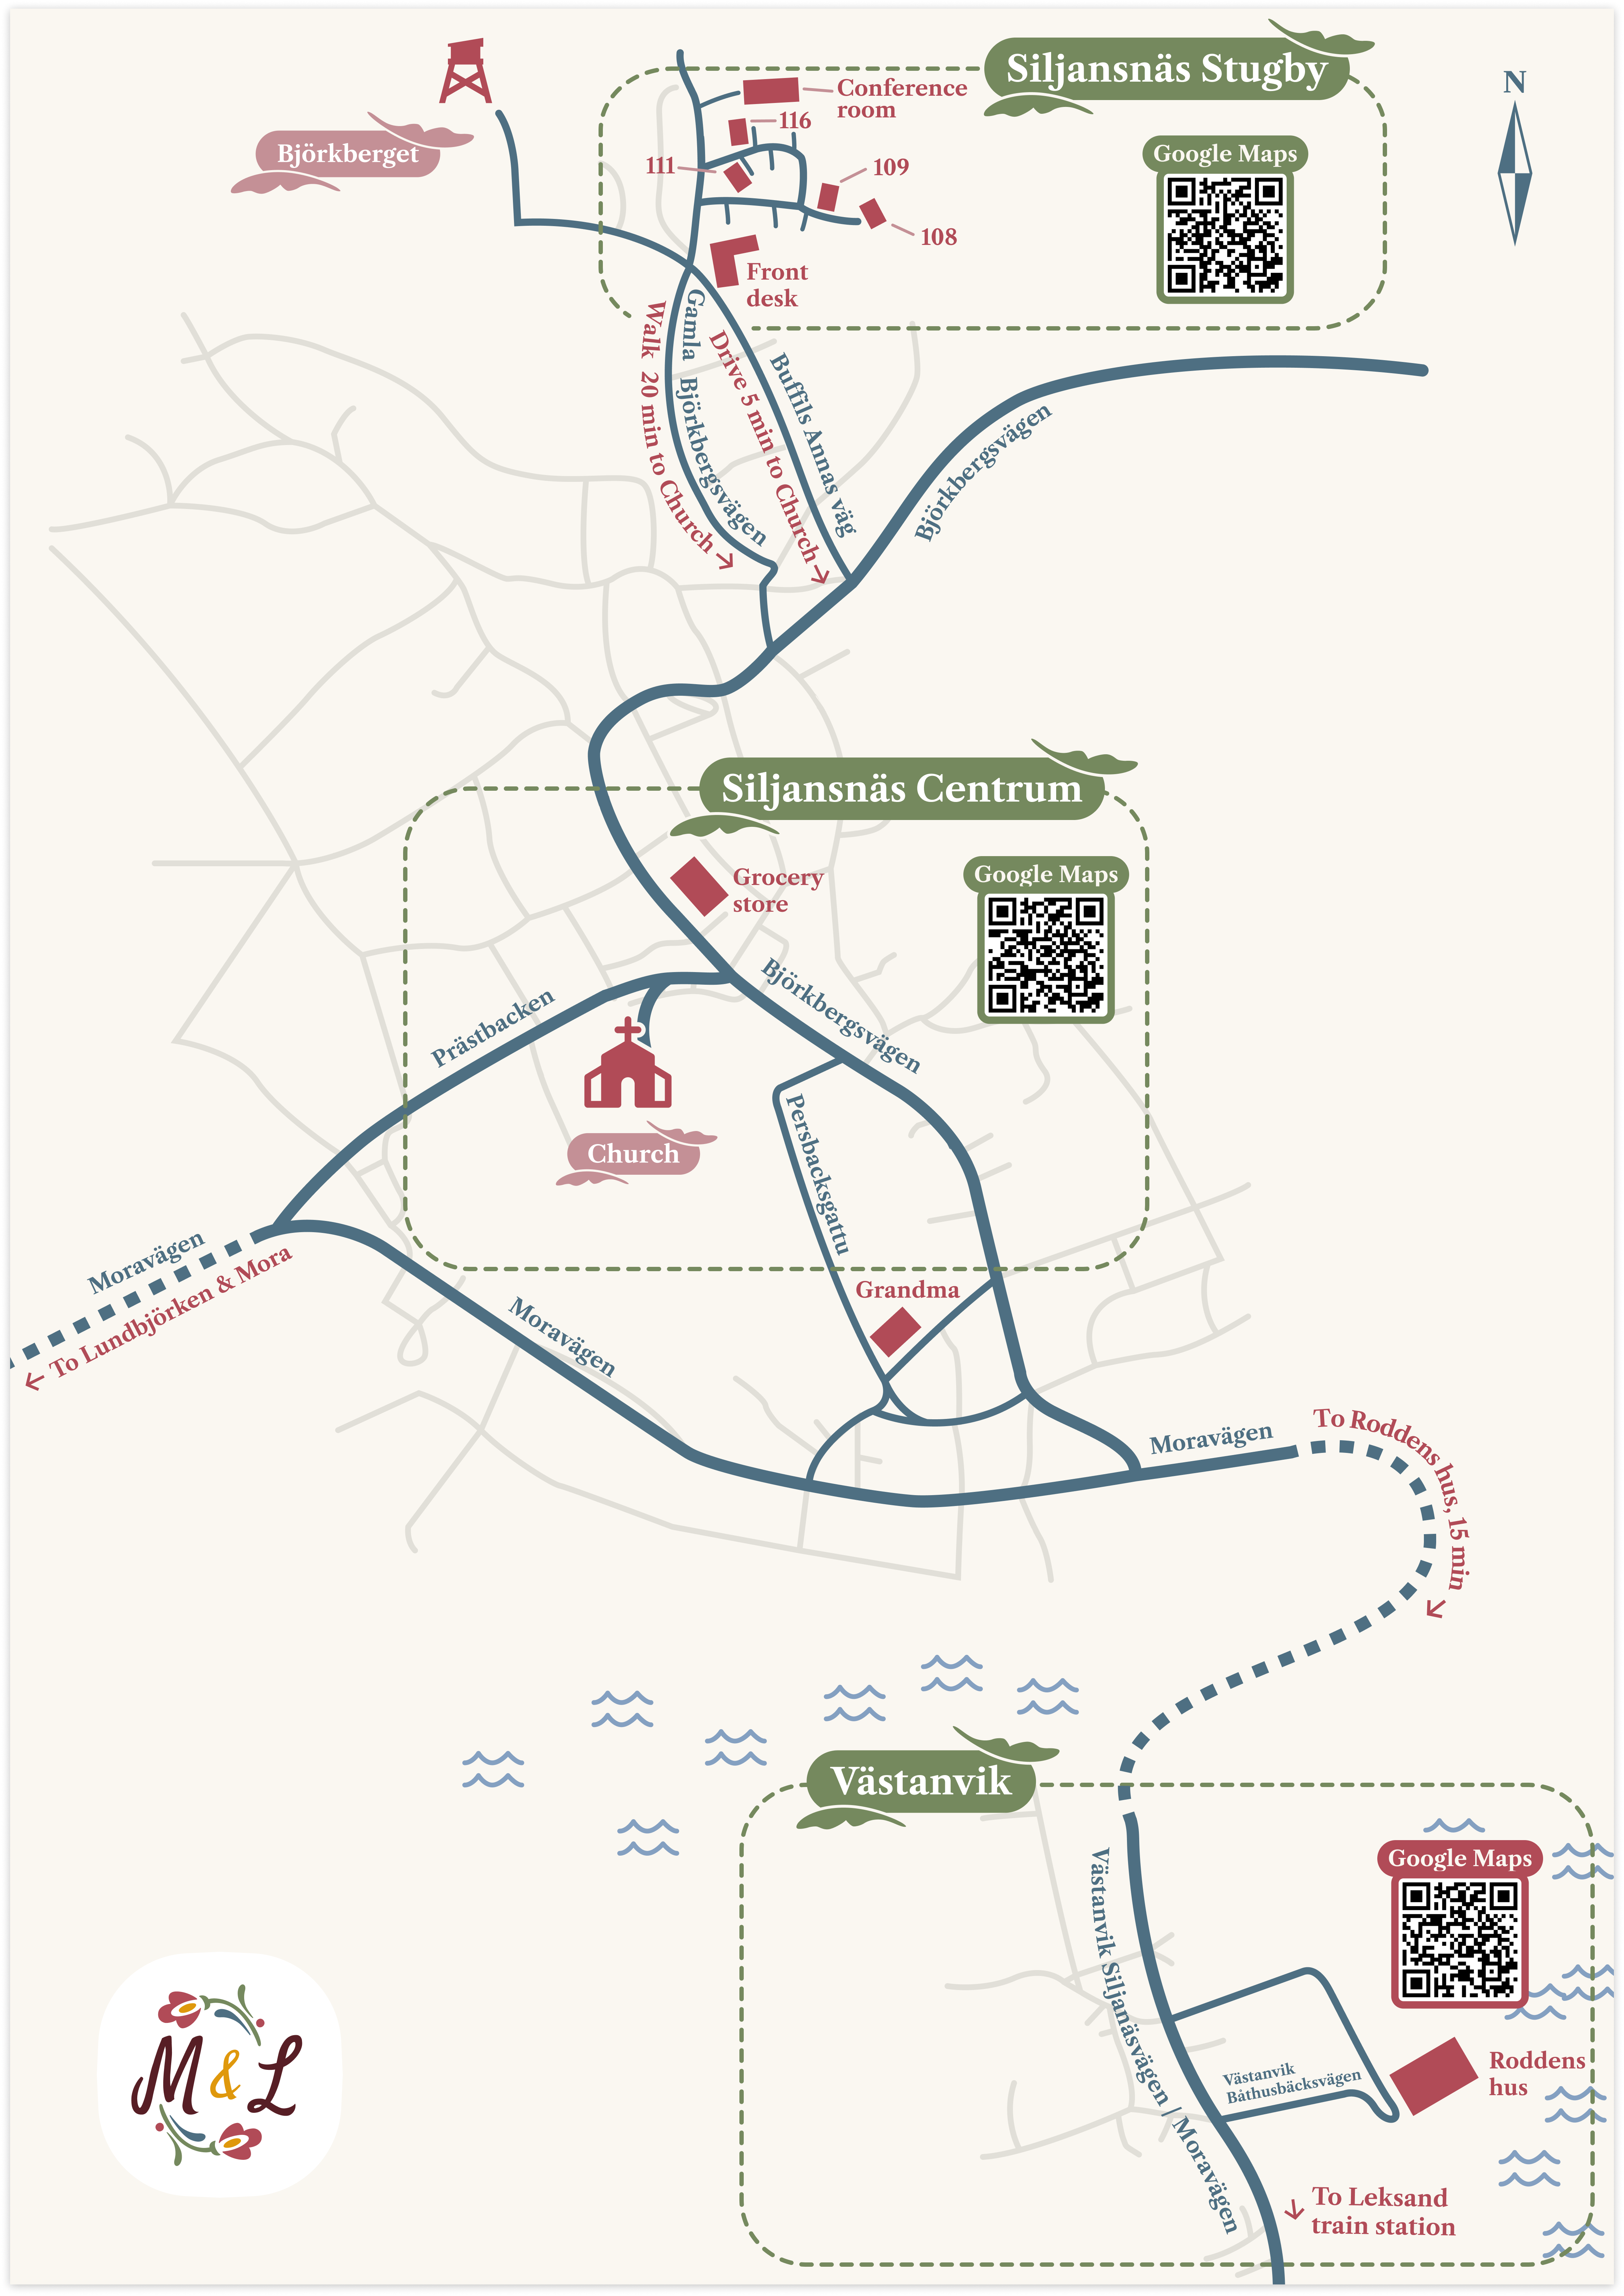 Siljansnäs Stugby
N
Conference
room
116
Björkberget
Google Maps
111
109
108
Front
desk
Walk 20 min to Church →
Gamla Björkbergsvägen
Drive 5 min to Church →
Buffils Annas väg
Björkbergsvägen
Siljansnäs Centrum
Grocery
store
Google Maps
Björkbergsvägen
Prästbacken
Persbacksgattu
Church
Moravägen
← To Lundbjörken & Mora
Grandma
Moravägen
Moravägen
To Roddens hus, 15 min →
Västanvik
Google Maps
Västanvik Siljanäsvägen / Moravägen
Roddens
hus
Västanvik
Båthusbäcksvägen
M & L
To Leksand
train station